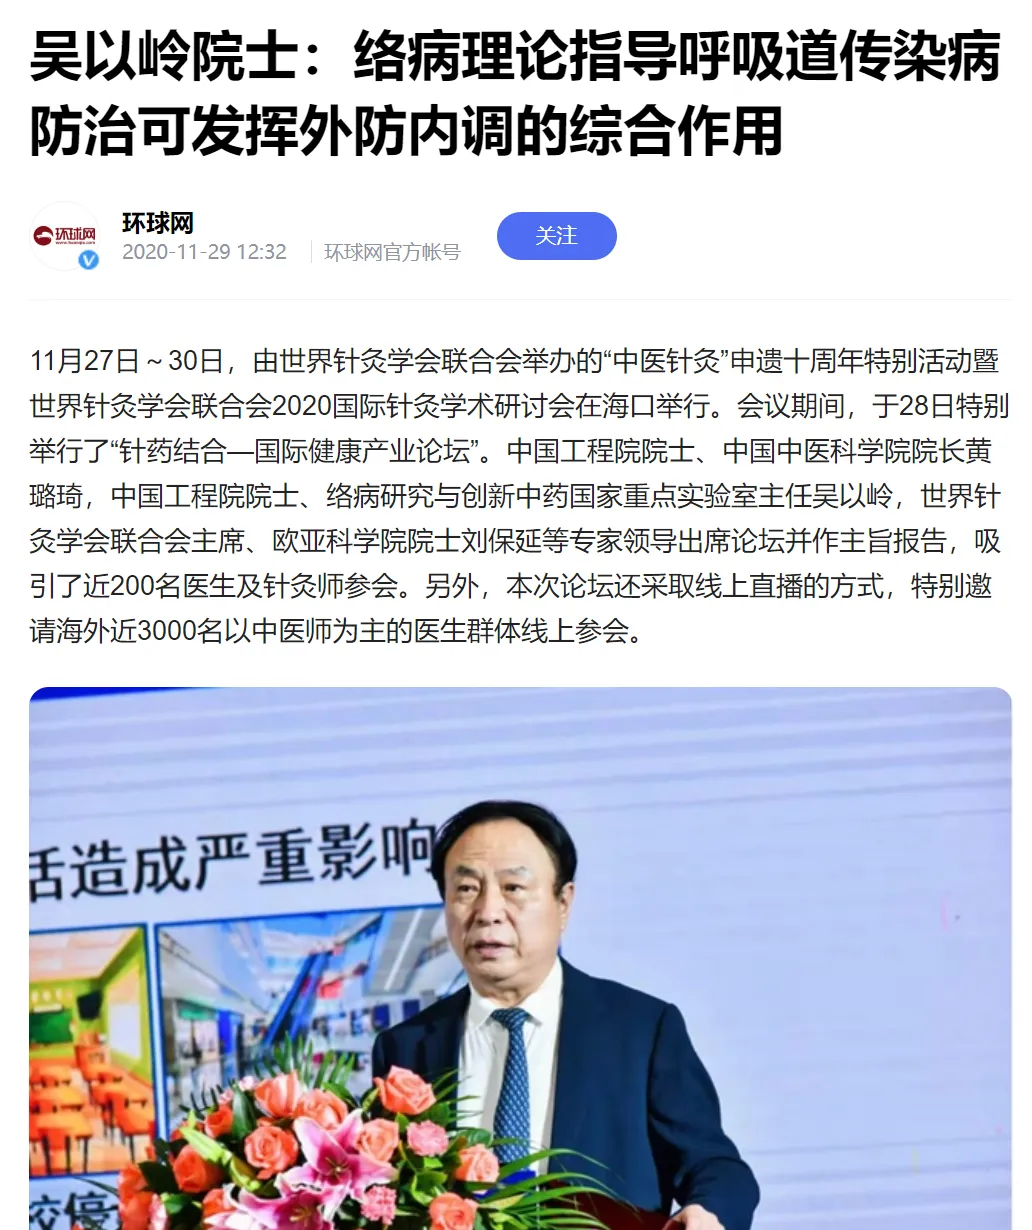 吴以岭院士：络病理论指导呼吸道传染病
防治可发挥外防内调的综合作用
环球网
www.huanqiu.com
环球网
2020-11-29 12:32
环球网官方帐号
关注
11月27日～30日，由世界针灸学会联合会举办的“中医针灸”申遗十周年特别活动暨
世界针灸学会联合会2020国际针灸学术研讨会在海口举行。会议期间，于28日特别
举行了“针药结合—国际健康产业论坛”。中国工程院院士、中国中医科学院院长黄
璐琦，中国工程院院士、络病研究与创新中药国家重点实验室主任吴以岭，世界针
灸学会联合会主席、欧亚科学院院士刘保延等专家领导出席论坛并作主旨报告，吸
引了近200名医生及针灸师参会。另外，本次论坛还采取线上直播的方式，特别邀
请海外近3000名以中医师为主的医生群体线上参会。
活造成严重影响
校停